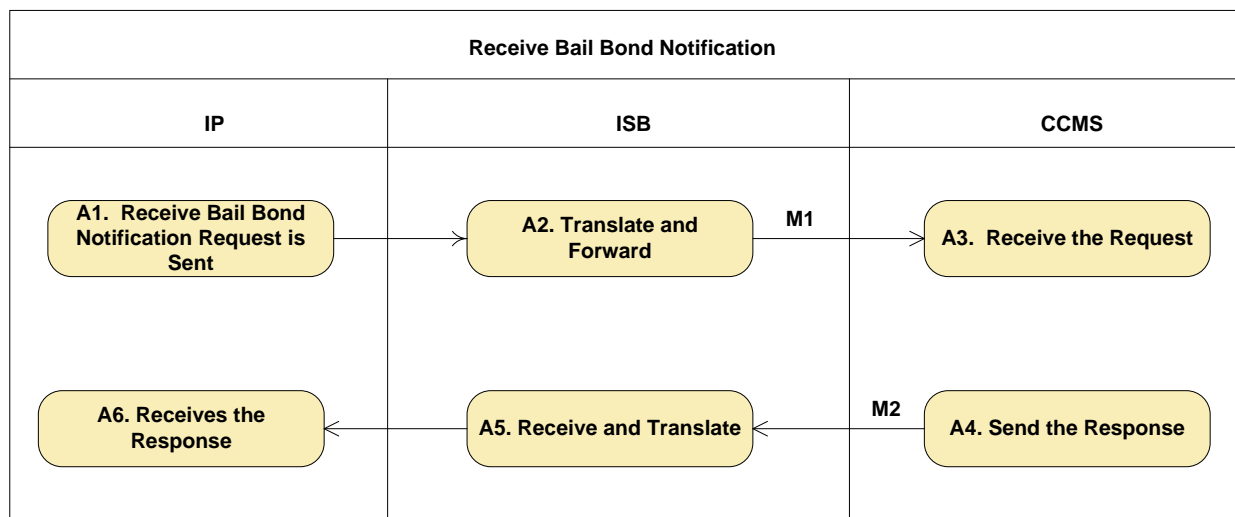 Receive Bail Bond Notification
IP
ISB
CCMS
A1.  Receive Bail Bond
Notification Request is
Sent
A2. Translate and
Forward
M1
A3.  Receive the Request
A6. Receives the
Response
A5. Receive and Translate
M2
A4. Send the Response